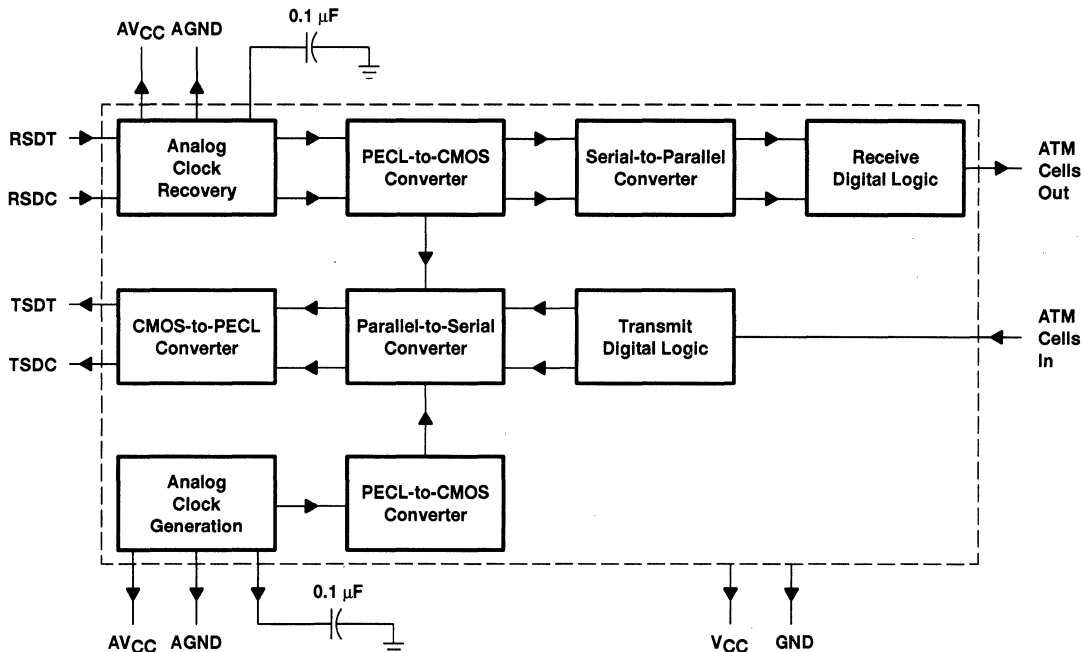 0.1 μF
AVCC AGND
RSDT
RSDC
Analog
Clock
Recovery
PECL-to-CMOS
Converter
Serial-to-Parallel
Converter
Receive
Digital Logic
ATM
Cells
Out
TSDT
TSDC
CMOS-to-PECL
Converter
Parallel-to-Serial
Converter
Transmit
Digital Logic
ATM
Cells
In
Analog
Clock
Generation
PECL-to-CMOS
Converter
0.1 μF
AVCC AGND
VCC GND